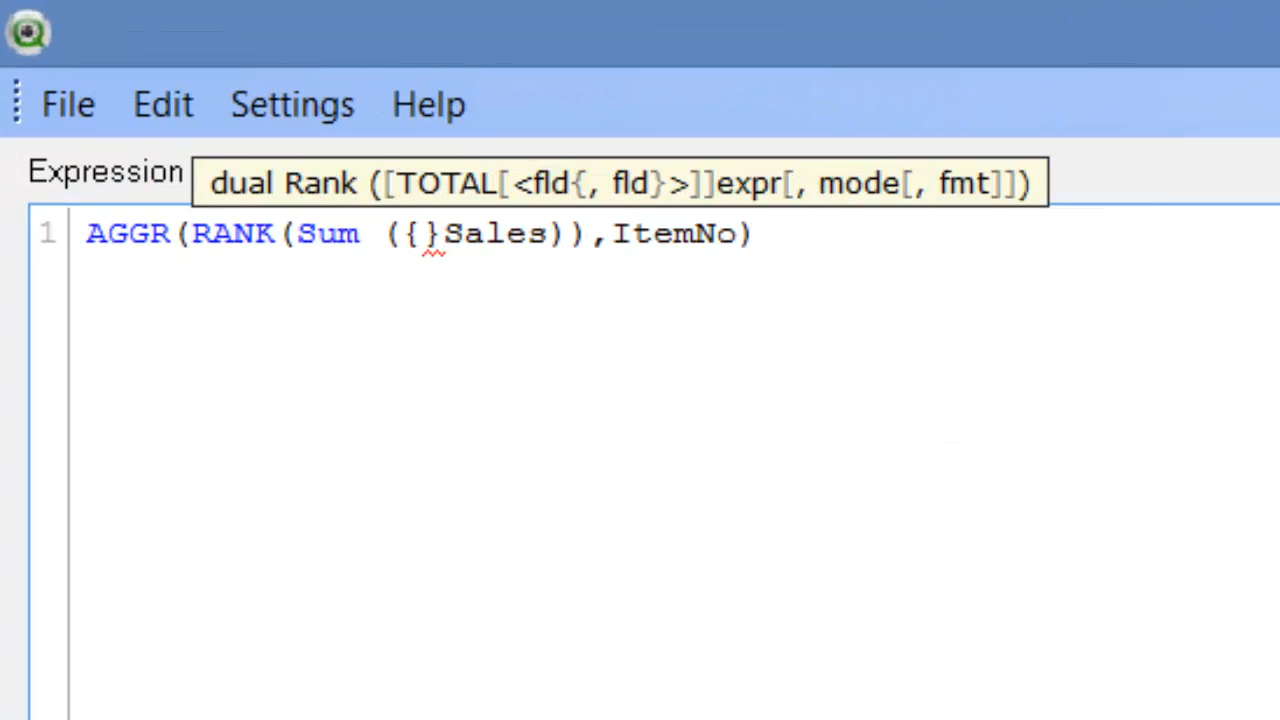 File Edit Settings Help
Expression
dual Rank ([TOTAL[<fld{, fld}>]]expr[, mode[, fmt]])
1 AGGR(RANK(Sum ({}Sales)),ItemNo)